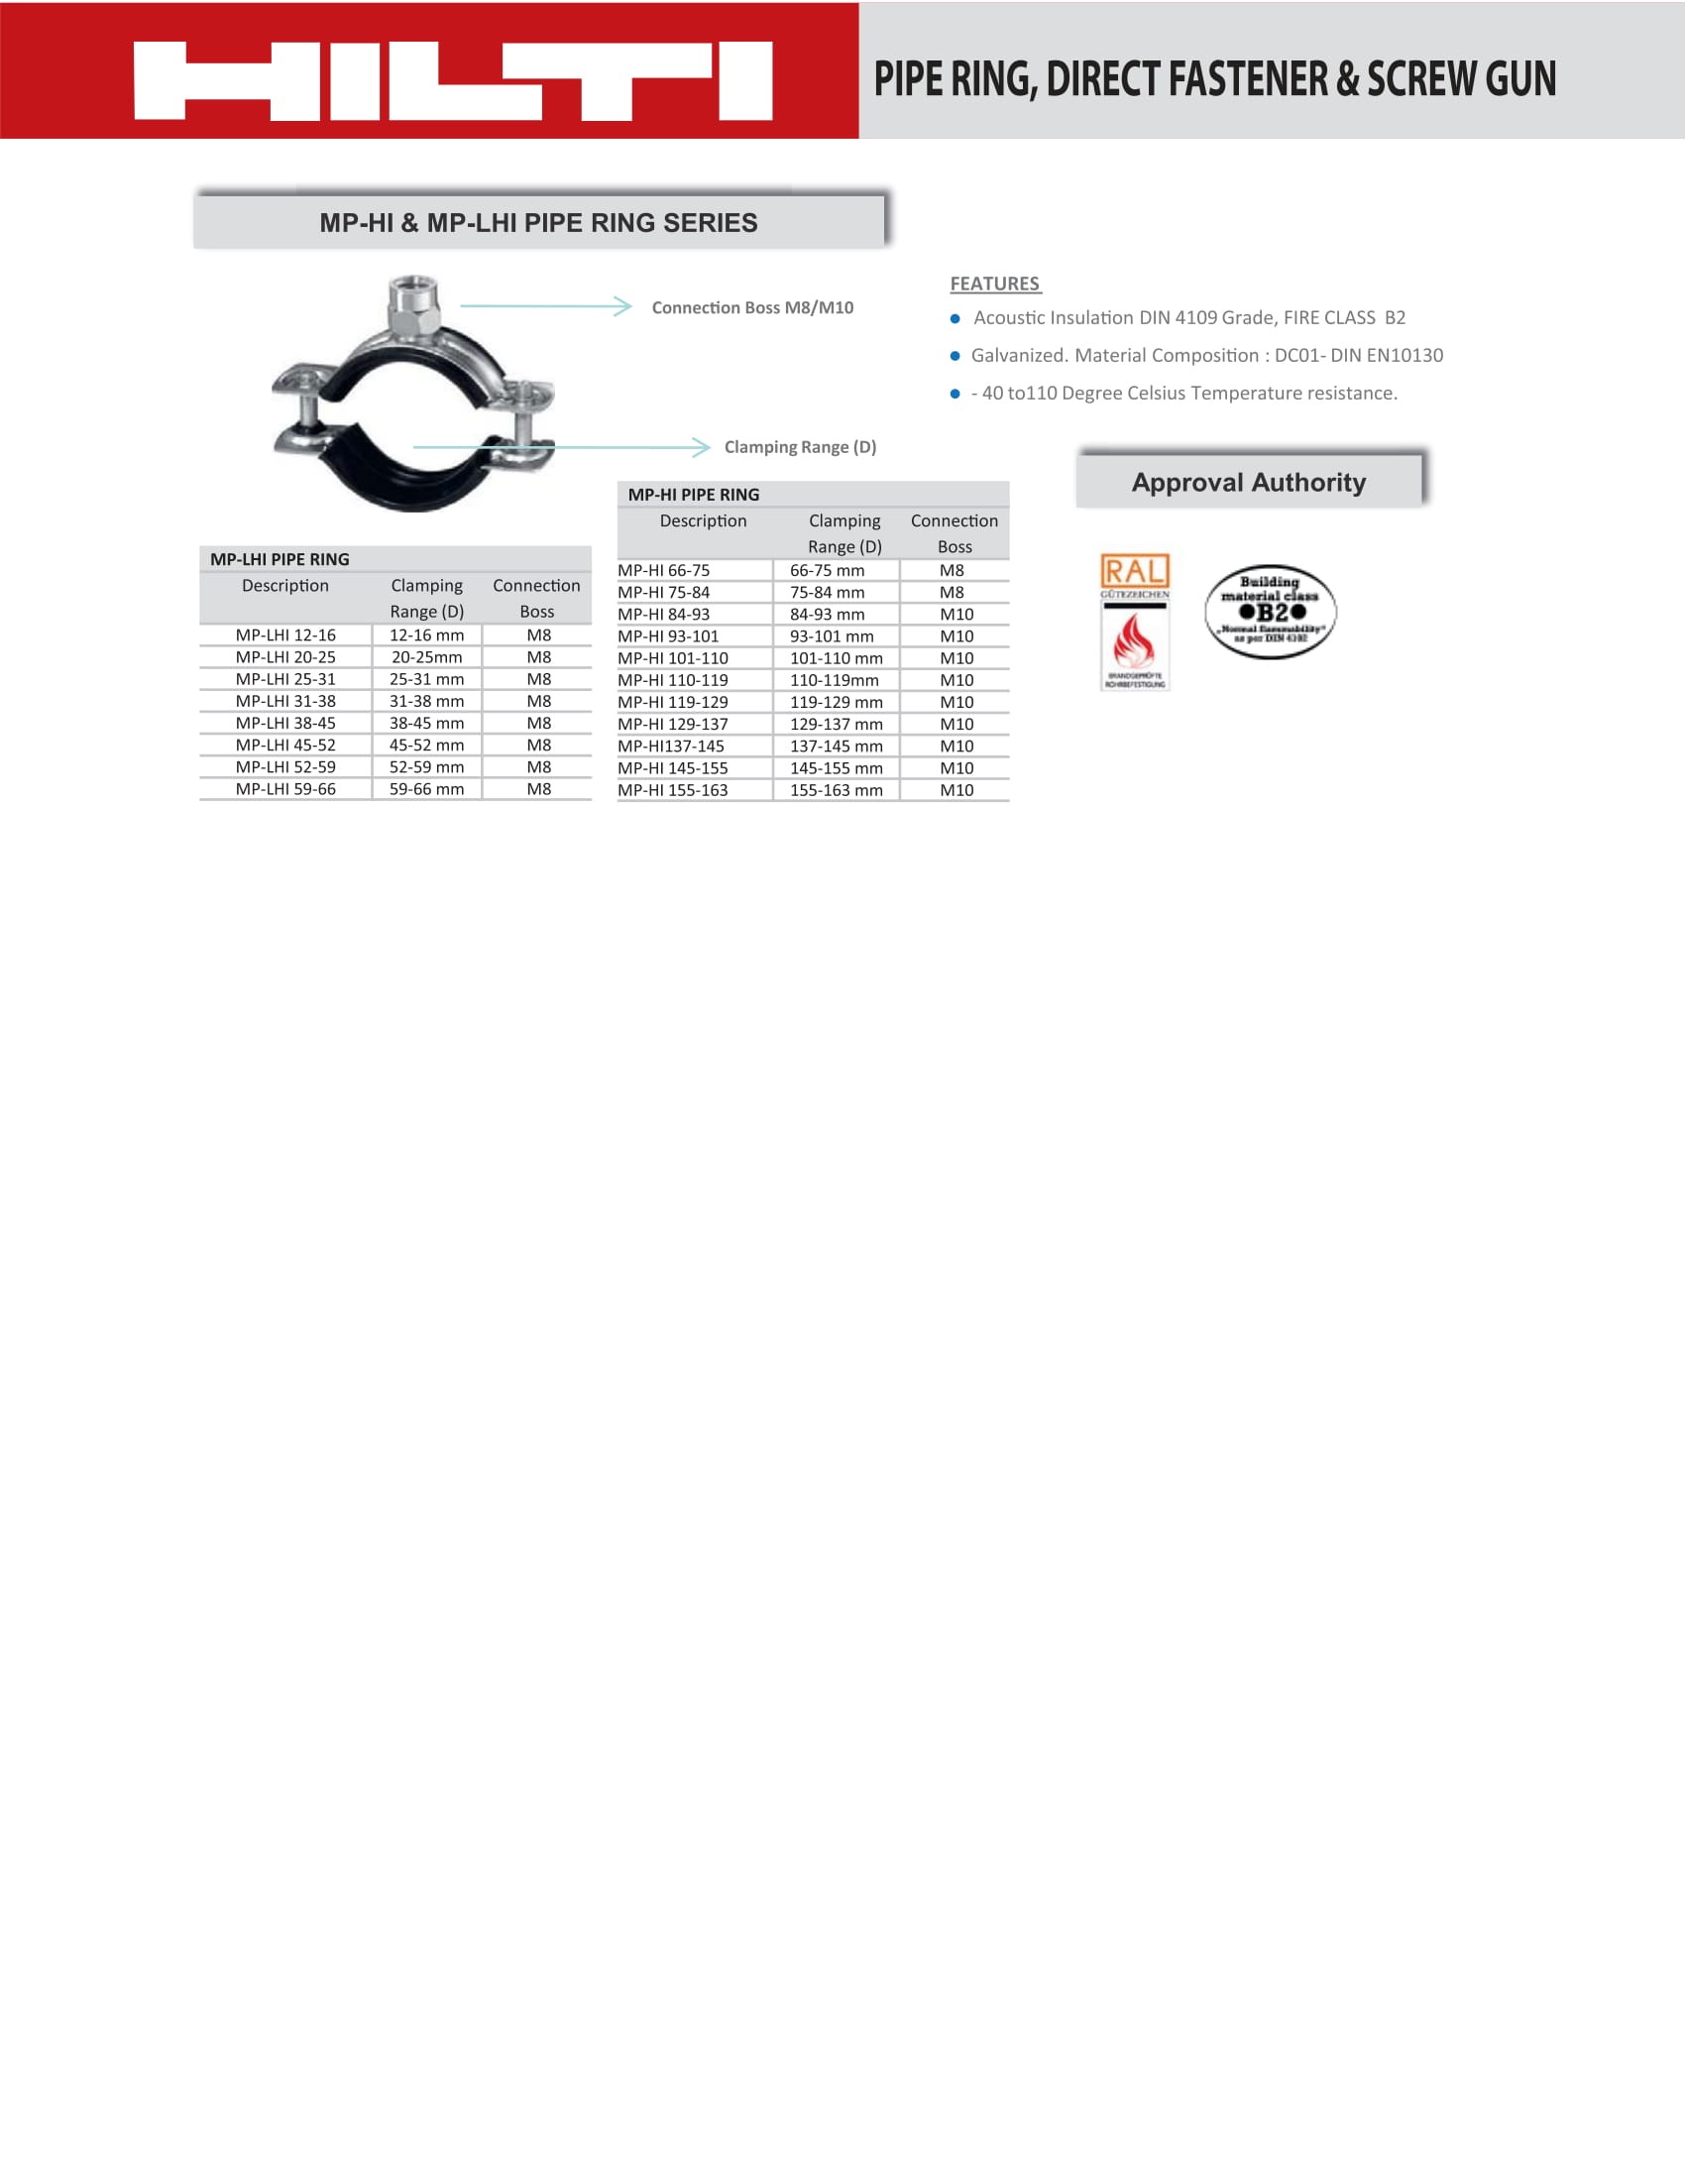 HILTI
PIPE RING, DIRECT FASTENER & SCREW GUN
MP-HI & MP-LHI PIPE RING SERIES
Connection Boss M8/M10
Clamping Range (D)
FEATURES
● Acoustic Insulation DIN 4109 Grade, FIRE CLASS B2
● Galvanized. Material Composition : DC01- DIN EN10130
● - 40 to110 Degree Celsius Temperature resistance.
Approval Authority
RAL
GÜTEZEICHEN
BRANDGEPRÜFTE
ROHRBEFESTIGUNG
Building
material class
●B2●
„Normal flammability"
as per DIN 4102
MP-LHI PIPE RING
Description Clamping Connection
Range (D) Boss
MP-LHI 12-16 12-16 mm M8
MP-LHI 20-25 20-25mm M8
MP-LHI 25-31 25-31 mm M8
MP-LHI 31-38 31-38 mm M8
MP-LHI 38-45 38-45 mm M8
MP-LHI 45-52 45-52 mm M8
MP-LHI 52-59 52-59 mm M8
MP-LHI 59-66 59-66 mm M8
MP-HI PIPE RING
Description Clamping Connection
Range (D) Boss
MP-HI 66-75 66-75 mm M8
MP-HI 75-84 75-84 mm M8
MP-HI 84-93 84-93 mm M10
MP-HI 93-101 93-101 mm M10
MP-HI 101-110 101-110 mm M10
MP-HI 110-119 110-119mm M10
MP-HI 119-129 119-129 mm M10
MP-HI 129-137 129-137 mm M10
MP-HI137-145 137-145 mm M10
MP-HI 145-155 145-155 mm M10
MP-HI 155-163 155-163 mm M10